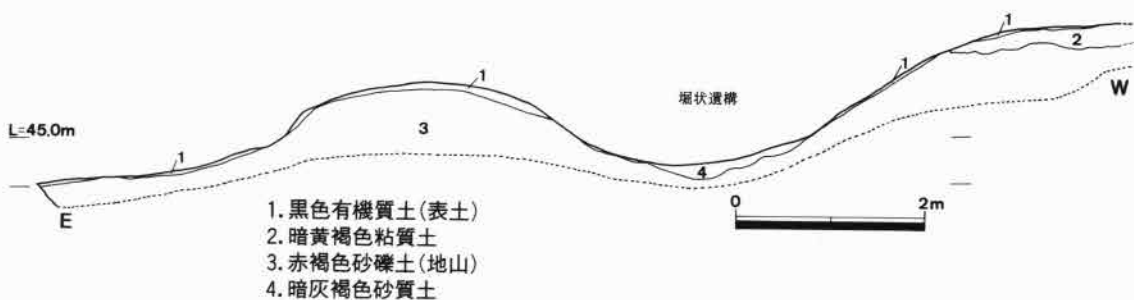 1
2
1
1
W
堀状遺構
L=45.0m
3
1
4
E
0 2m
1.黒色有機質土(表土)
2.暗黄褐色粘質土
3.赤褐色砂礫土(地山)
4.暗灰褐色砂質土